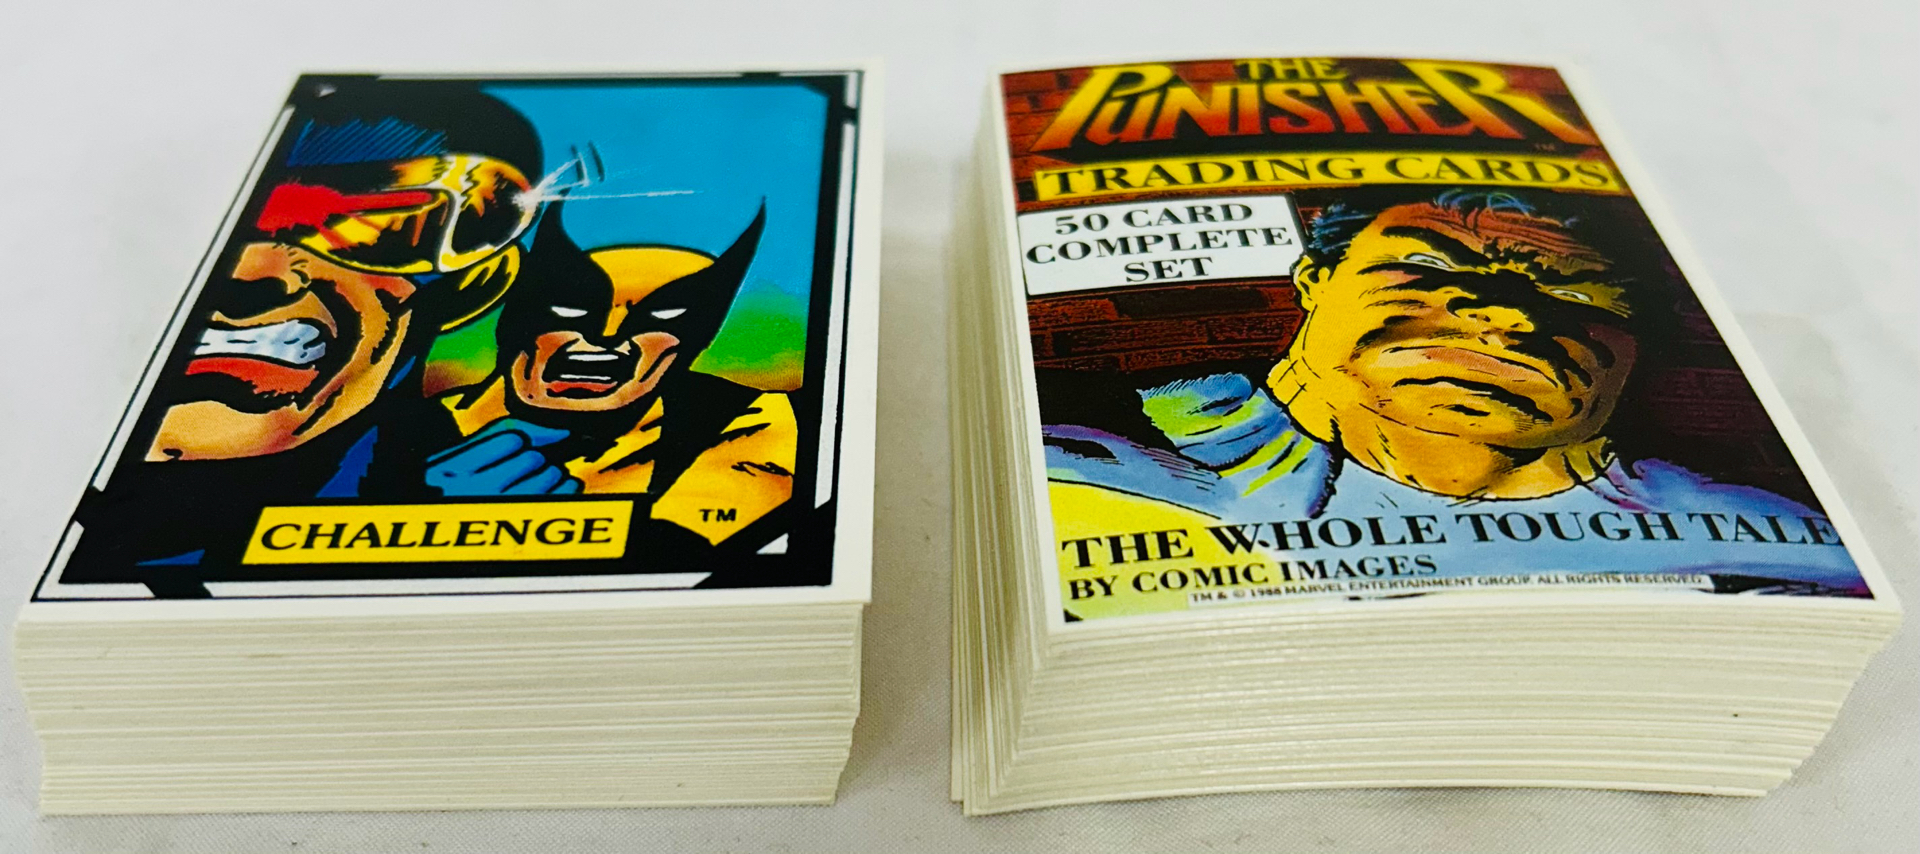 CHALLENGE
TM
THE
PUNISHER
TM
TRADING CARDS
50 CARD
COMPLETE
SET
THE WHOLE TOUGH TALE
BY COMIC IMAGES
TM & © 1988 MARVEL ENTERTAINMENT GROUP. ALL RIGHTS RESERVED